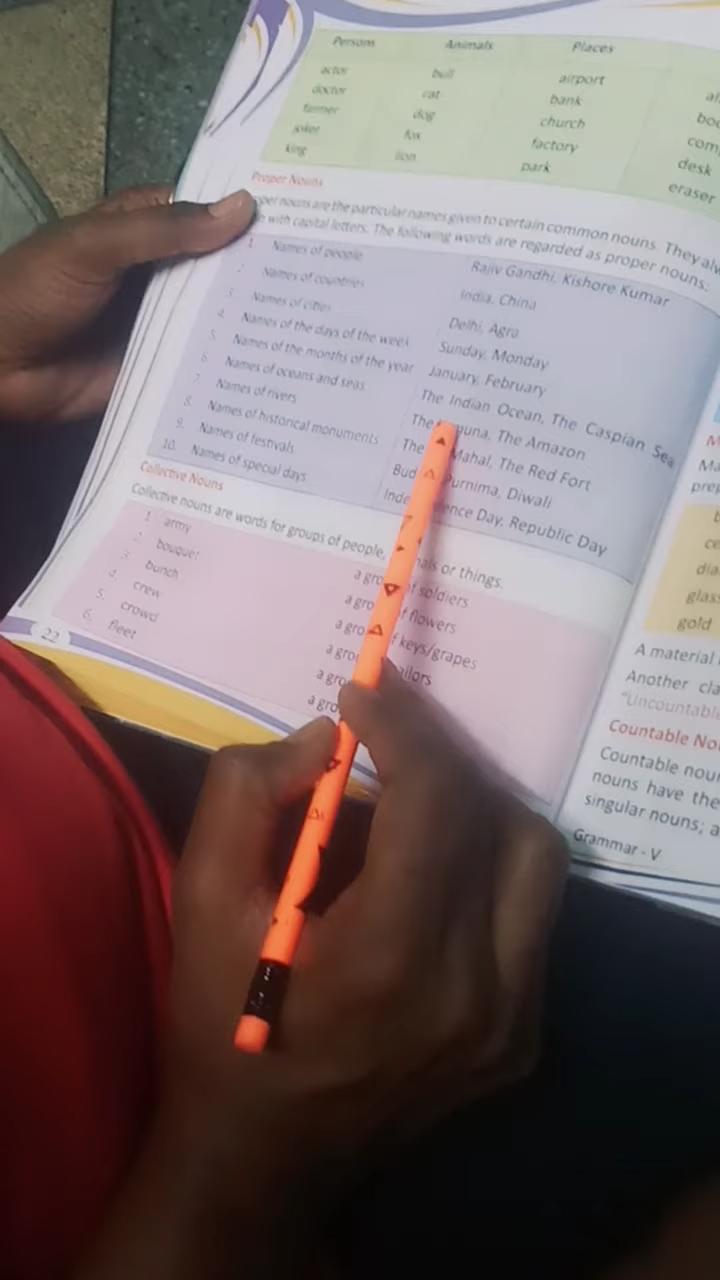 Persons Animals Places
actor bull airport
doctor cat bank
farmer dog church com
joker fox factory desk
king lion park eraser
Proper Nouns
nouns are the particular names given to certain common nouns. They
with capital letters. The following words are regarded as proper nouns:
1. Names of people Rajiv Gandhi, Kishore Kumar
2. Names of countries India, China
3. Names of cities Delhi, Agra
4. Names of the days of the week Sunday, Monday
5. Names of the months of the year January, February
6. Names of oceans and seas The Indian Ocean, The Caspian Sea
7. Names of rivers The The Amazon
8. Names of historical monuments The Mahal, The Red Fort
9. Names of festivals Diwali
10. Names of special days Day, Republic Day
Collective Nouns
Collective nouns are words for groups of people, or things.
1. army a of soldiers
2. bouquet a of flowers
3. bunch a keys/grapes
4. crew a
5. crowd a
6. fleet a
22
glass
gold
A material
Another
Countable
Countable
nouns have the
singular nouns;
Grammar - V